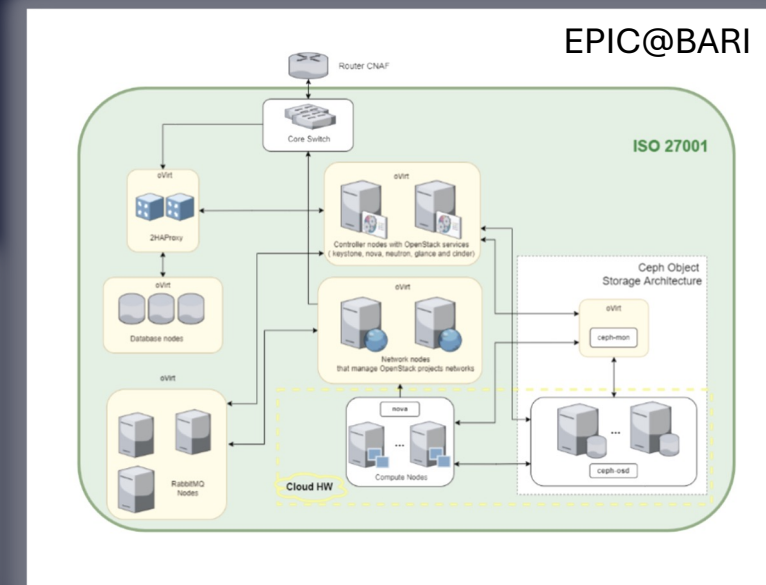 EPIC@BARI
Router CNAF
Core Switch
ISO 27001
oVirt
2HAProxy
oVirt
Controller nodes with OpenStack services
( keystone, nova, neutron, glance and cinder)
oVirt
Database nodes
oVirt
Network nodes
that manage OpenStack projects networks
Ceph Object
Storage Architecture
oVirt
ceph-mon
oVirt
RabbitMQ
Nodes
nova
...
Compute Nodes
Cloud HW
...
ceph-osd